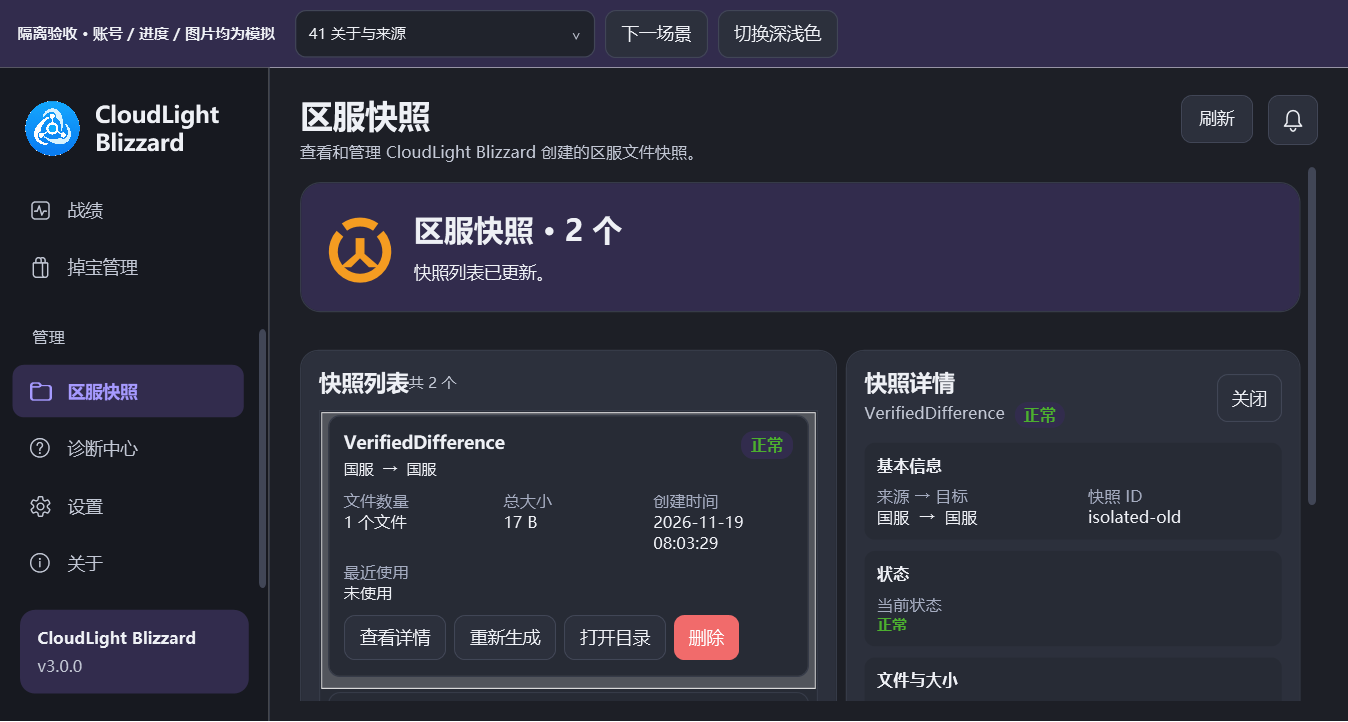 隔离验收 • 账号 / 进度 / 图片均为模拟
41 关于与来源
下一场景
切换深浅色
CloudLight
Blizzard
战绩
掉宝管理
管理
区服快照
诊断中心
设置
关于
CloudLight Blizzard
v3.0.0
区服快照
查看和管理 CloudLight Blizzard 创建的区服文件快照。
刷新
区服快照 • 2 个
快照列表已更新。
快照列表共 2 个
VerifiedDifference
正常
国服 → 国服
文件数量
1 个文件
总大小
17 B
创建时间
2026-11-19
08:03:29
最近使用
未使用
查看详情
重新生成
打开目录
删除
快照详情
VerifiedDifference 正常
关闭
基本信息
来源 → 目标
国服 → 国服
快照 ID
isolated-old
状态
当前状态
正常
文件与大小